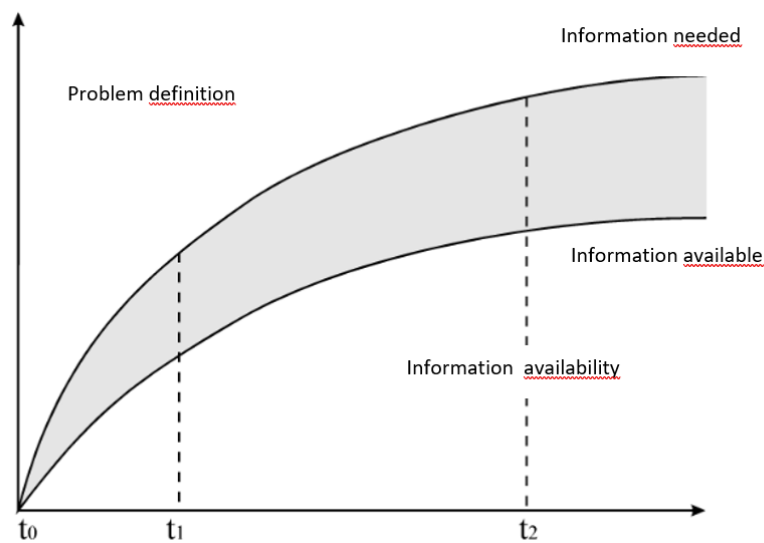 Information needed
Problem definition
Information available
Information availability
t0 t1 t2